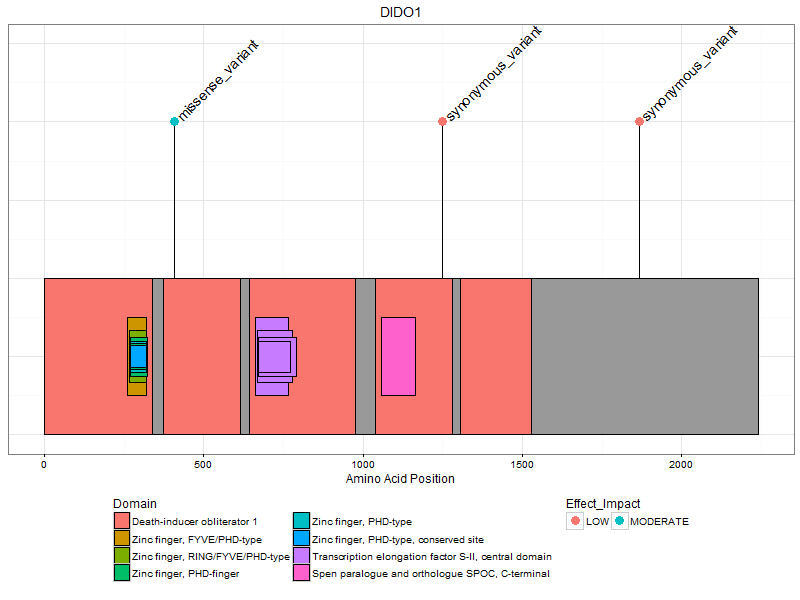 DIDO1
missense_variant
synonymous_variant
synonymous_variant
0 500 1000 1500 2000
Amino Acid Position
Domain
Death-inducer obliterator 1
Zinc finger, FYVE/PHD-type
Zinc finger, RING/FYVE/PHD-type
Zinc finger, PHD-finger
Zinc finger, PHD-type
Zinc finger, PHD-type, conserved site
Transcription elongation factor S-II, central domain
Spen paralogue and orthologue SPOC, C-terminal
Effect_Impact
LOW MODERATE